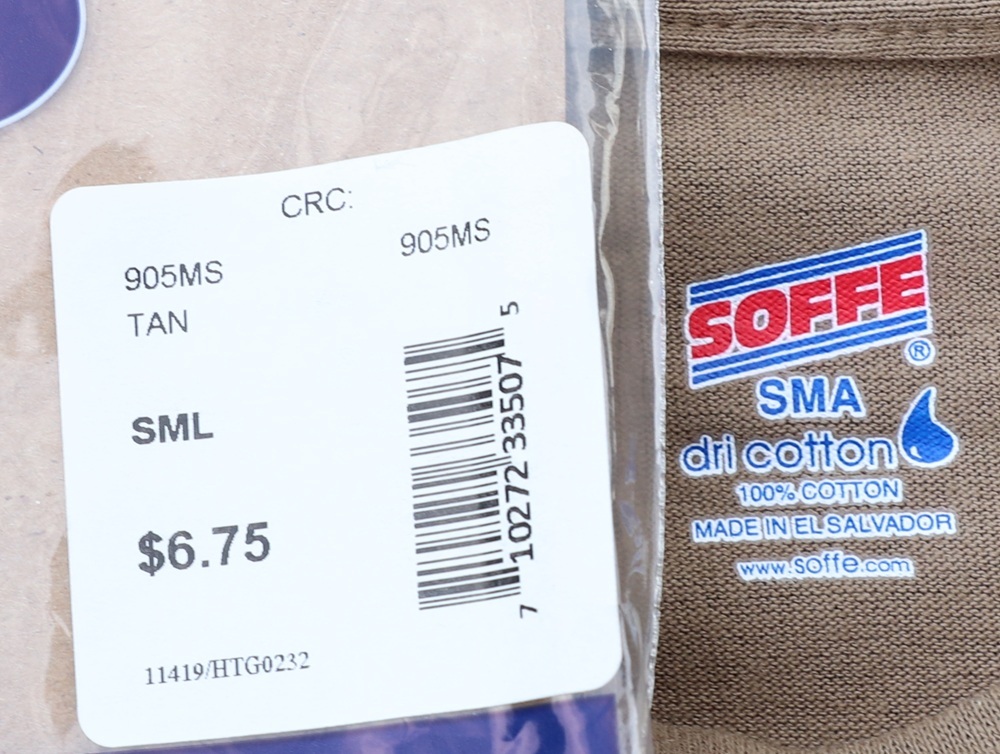 CRC:
905MS
905MS
TAN
SML
$6.75
11419/HTG0232
7 10272 33507 5
SOFFE®
SMA
dri cotton
100% COTTON
MADE IN EL SALVADOR
www.soffe.com